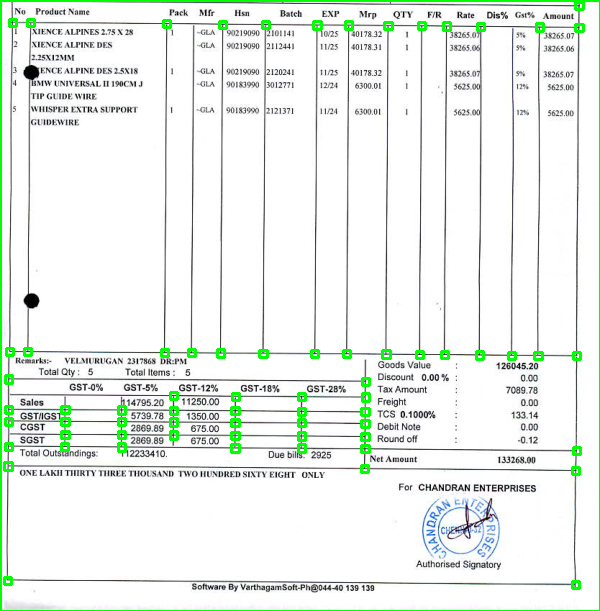 No Product Name Pack Mfr Hsn Batch EXP Mrp QTY F/R Rate Dis% Gst% Amount
1 XIENCE ALPINES 2.75 X 28 1 ~GLA 90219090 2101141 10/25 40178.32 1 38265.07 5% 38265.07
2 XIENCE ALPINE DES ~GLA 90219090 2112441 11/25 40178.31 1 38265.06 5% 38265.06
2.25X12MM
3 XIENCE ALPINE DES 2.5X18 1 ~GLA 90219090 2120241 11/25 40178.32 1 38265.07 5% 38265.07
4 BMW UNIVERSAL II 190CM J 1 ~GLA 90183990 3012771 12/24 6300.01 1 5625.00 12% 5625.00
TIP GUIDE WIRE
5 WHISPER EXTRA SUPPORT 1 ~GLA 90183990 2121371 11/24 6300.01 1 5625.00 12% 5625.00
GUIDEWIRE
Remarks:- VELMURUGAN 2317868 DR:PM
Total Qty : 5 Total Items : 5
GST-0% GST-5% GST-12% GST-18% GST-28%
Sales 114795.20 11250.00
GST/IGST 5739.78 1350.00
CGST 2869.89 675.00
SGST 2869.89 675.00
Total Outstandings: 112233410. Due bills: 2925
Goods Value : 126045.20
Discount 0.00 % : 0.00
Tax Amount : 7089.78
Freight 0.00
TCS 0.1000% : 133.14
Debit Note : 0.00
Round off : -0.12
Net Amount 133268.00
ONE LAKH THIRTY THREE THOUSAND TWO HUNDRED SIXTY EIGHT ONLY
For CHANDRAN ENTERPRISES
CHANDRAN ENTERPRISES
Authorised Signatory
Software By VarthagamSoft-Ph@044-40 139 139